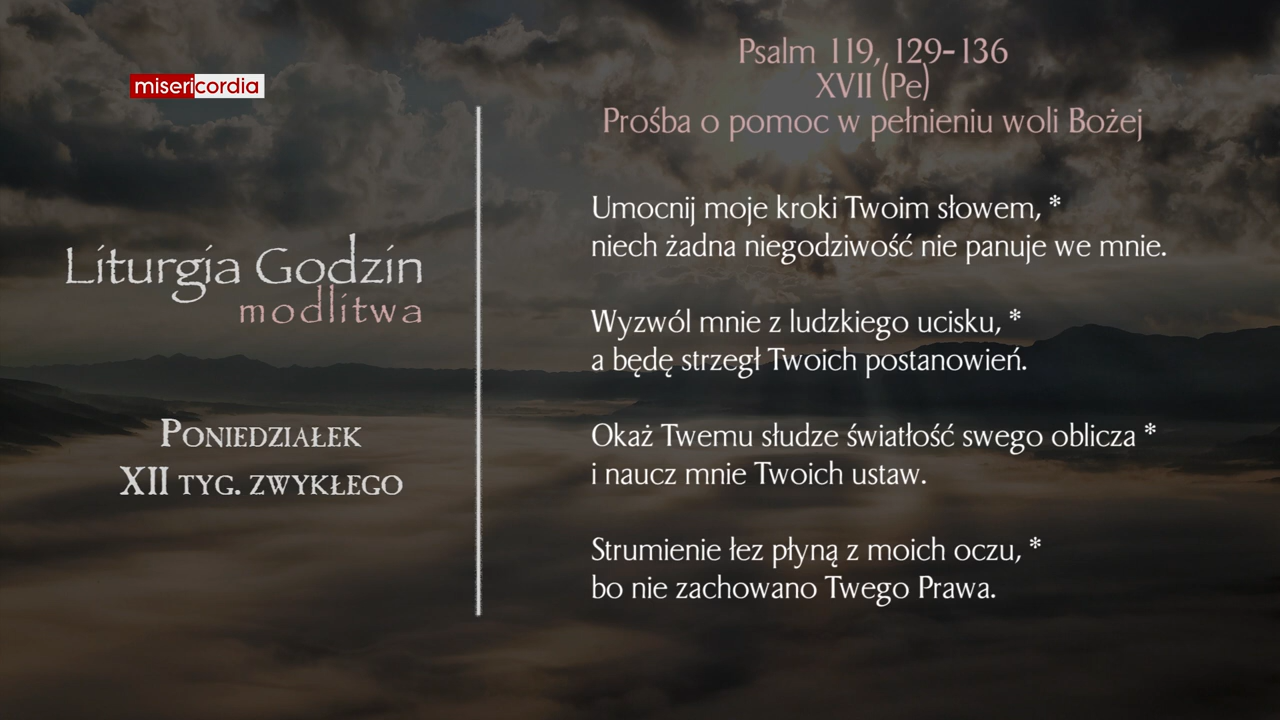 misericordia
Liturgia Godzin
modlitwa
Poniedziałek
XII tyg. zwykłego
Psalm 119, 129-136
XVII (Pe)
Prośba o pomoc w pełnieniu woli Bożej
Umocnij moje kroki Twoim słowem, *
niech żadna niegodziwość nie panuje we mnie.
Wyzwól mnie z ludzkiego ucisku, *
a będę strzegł Twoich postanowień.
Okaż Twemu słudze światłość swego oblicza *
i naucz mnie Twoich ustaw.
Strumienie łez płyną z moich oczu, *
bo nie zachowano Twego Prawa.